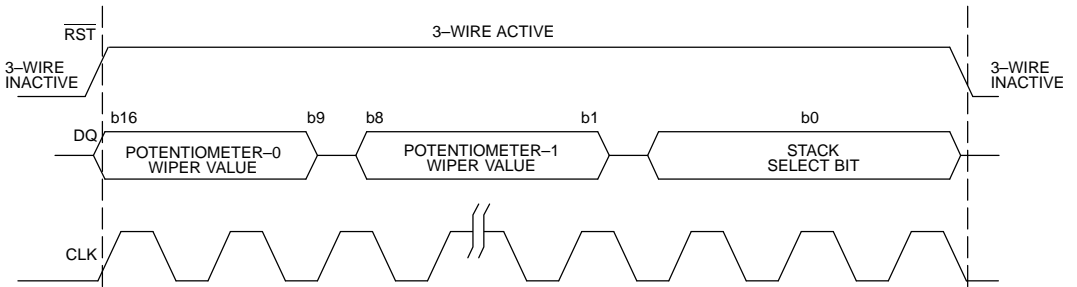 RST
3–WIRE ACTIVE
3–WIRE
INACTIVE
3–WIRE
INACTIVE
b16
b9
b8
b1
b0
DQ
POTENTIOMETER–0
WIPER VALUE
POTENTIOMETER–1
WIPER VALUE
STACK
SELECT BIT
CLK